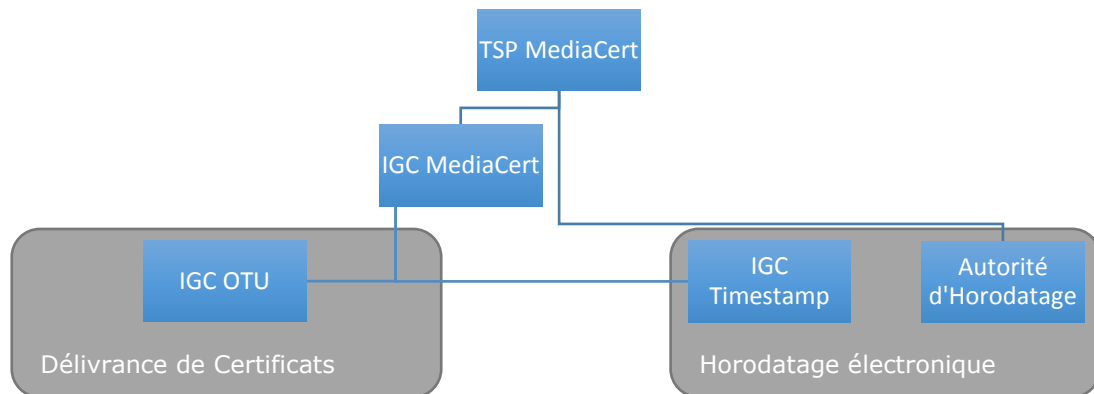 TSP MediaCert
IGC MediaCert
IGC OTU
IGC
Timestamp
Autorité
d'Horodatage
Délivrance de Certificats
Horodatage électronique